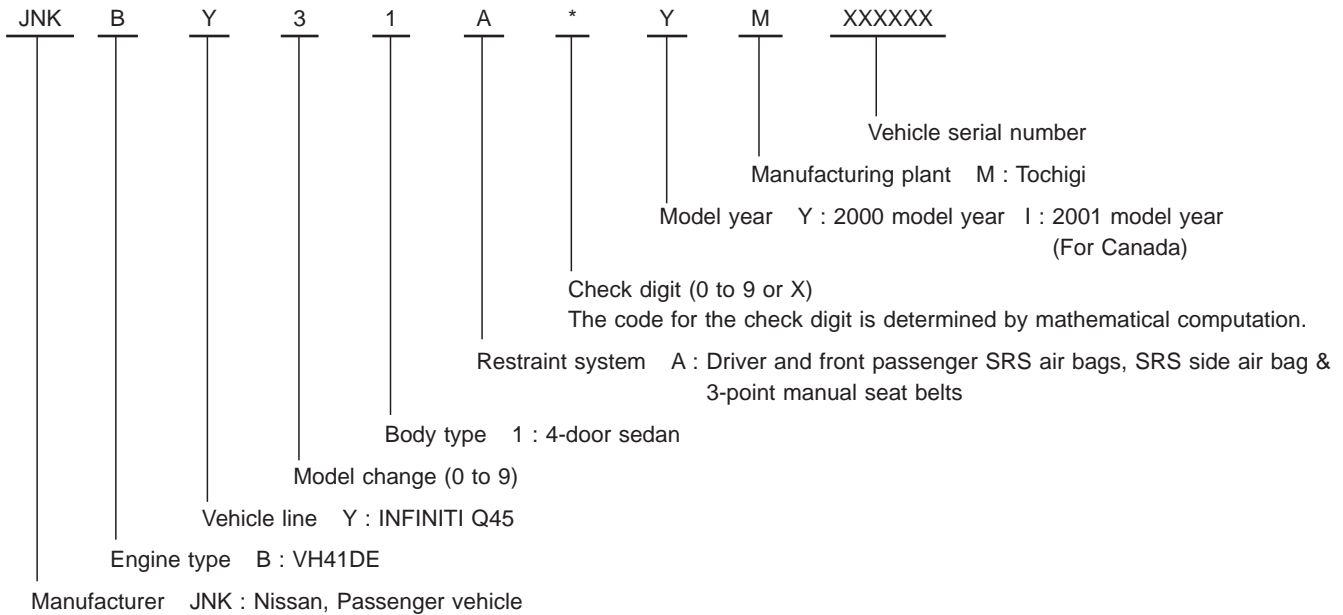 JNK B Y 3 1 A * Y M XXXXXX
Vehicle serial number
Manufacturing plant M : Tochigi
Model year Y : 2000 model year I : 2001 model year
(For Canada)
Check digit (0 to 9 or X)
The code for the check digit is determined by mathematical computation.
Restraint system A : Driver and front passenger SRS air bags, SRS side air bag &
3-point manual seat belts
Body type 1 : 4-door sedan
Model change (0 to 9)
Vehicle line Y : INFINITI Q45
Engine type B : VH41DE
Manufacturer JNK : Nissan, Passenger vehicle